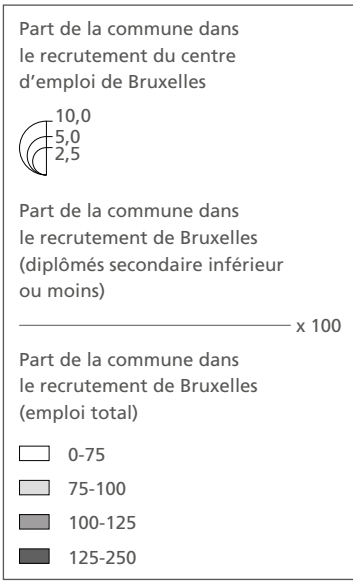 Part de la commune dans
le recrutement du centre
d’emploi de Bruxelles
10,0
5,0
2,5
Part de la commune dans
le recrutement de Bruxelles
(diplômés secondaire inférieur
ou moins)
x 100
Part de la commune dans
le recrutement de Bruxelles
(emploi total)
0-75
75-100
100-125
125-250